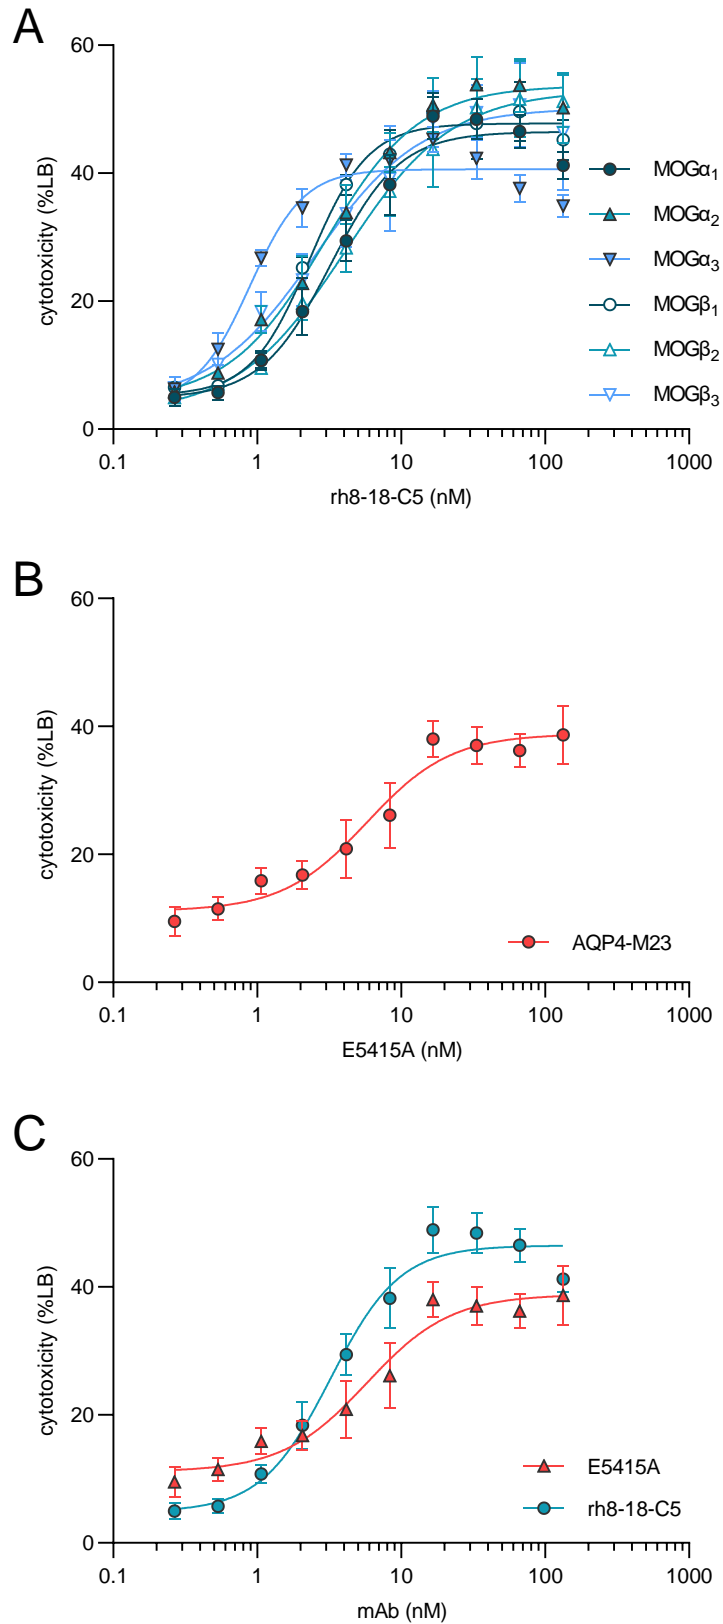 A
cytotoxicity (%LB)
60
40
20
0
0.1 1 10 100 1000
rh8-18-C5 (nM)
MOGα1
MOGα2
MOGα3
MOGβ1
MOGβ2
MOGβ3
B
cytotoxicity (%LB)
60
40
20
0
0.1 1 10 100 1000
E5415A (nM)
AQP4-M23
C
cytotoxicity (%LB)
60
40
20
0
0.1 1 10 100 1000
mAb (nM)
E5415A
rh8-18-C5